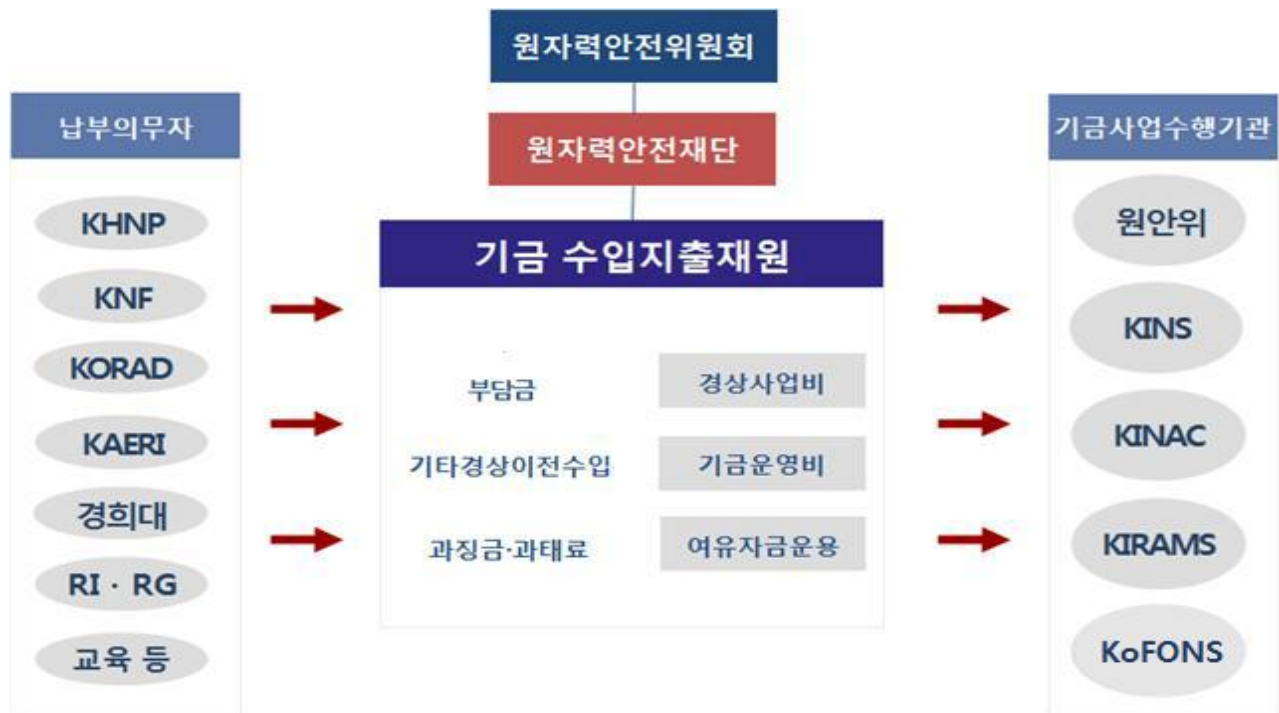 원자력안전위원회
원자력안전재단
납부의무자
KHNP
KNF
KORAD
KAERI
경희대
RI · RG
교육 등
기금 수입지출재원
부담금
경상사업비
기타경상이전수입
기금운영비
과징금·과태료
여유자금운용
기금사업수행기관
원안위
KINS
KINAC
KIRAMS
KoFONS